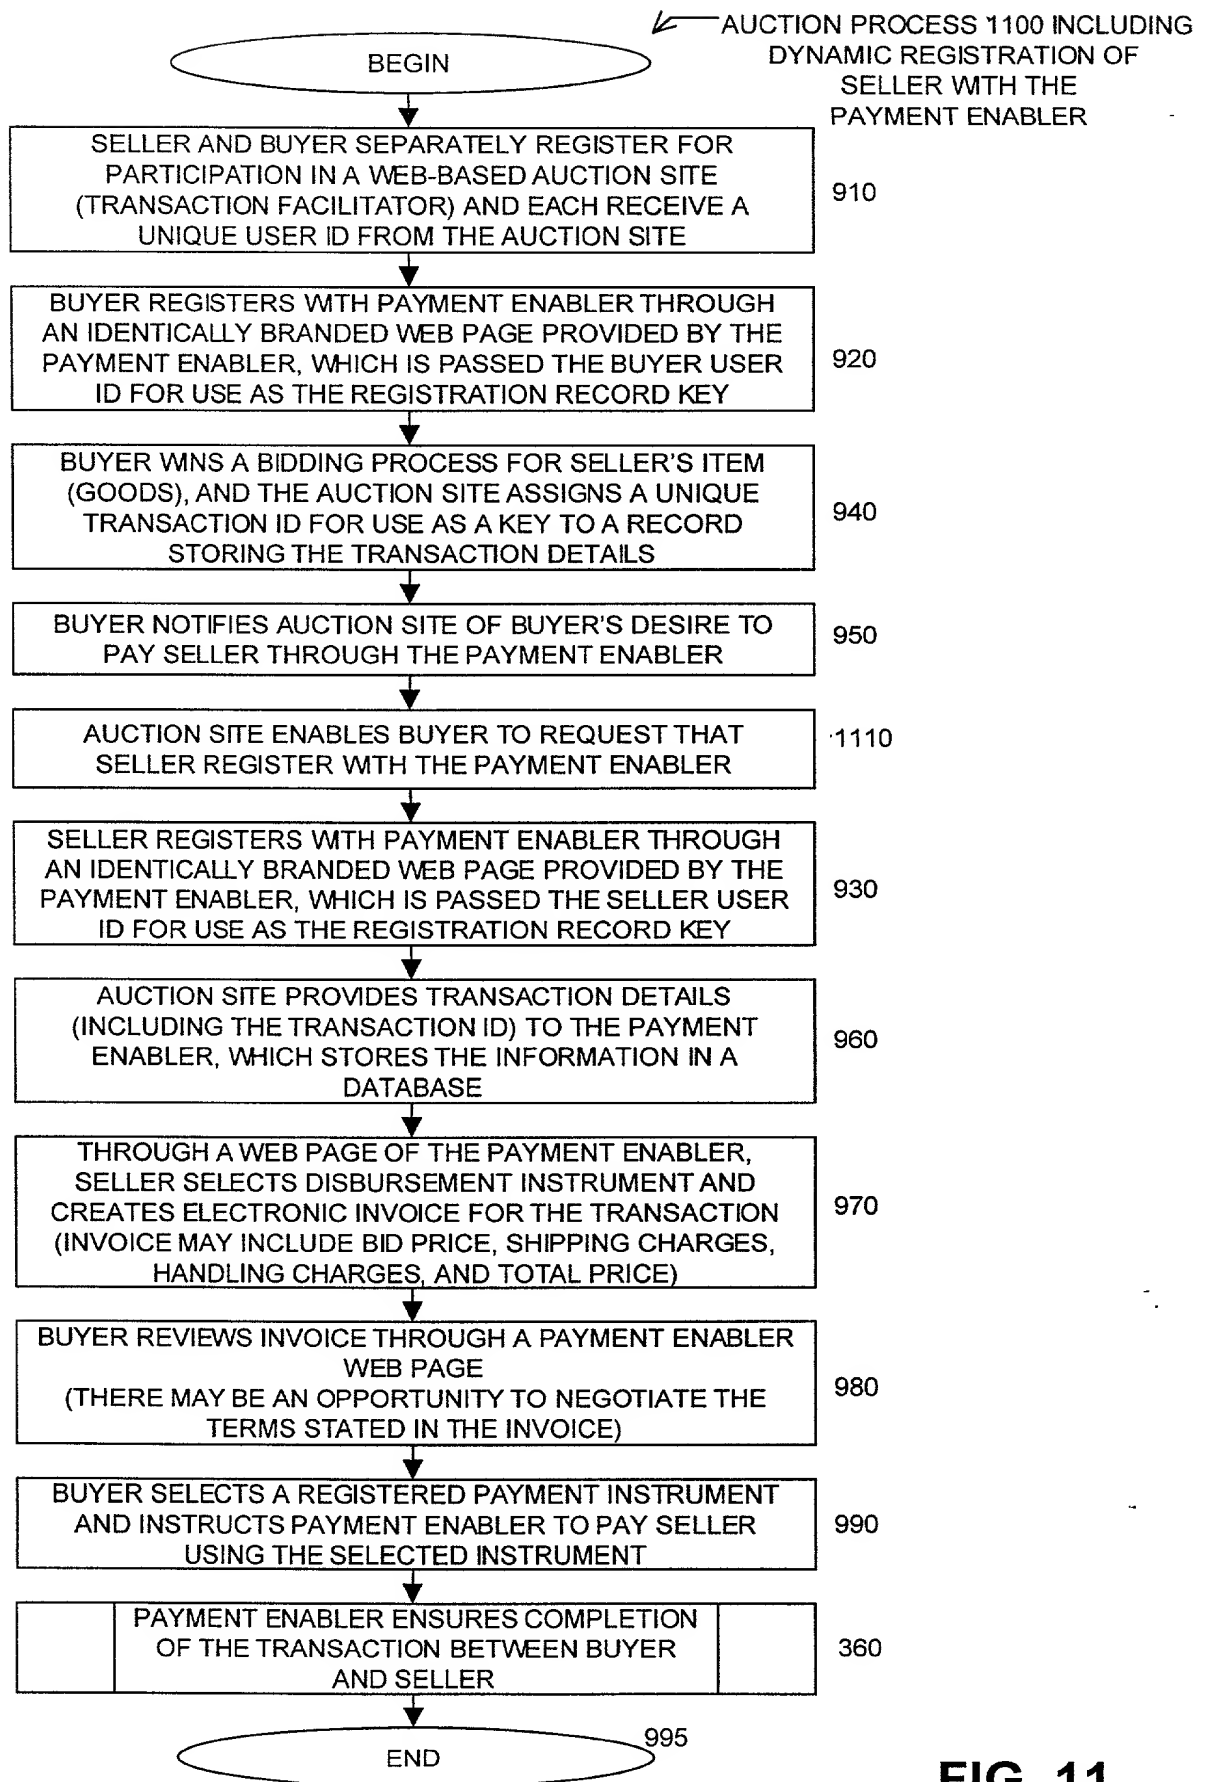 AUCTION PROCESS 1100 INCLUDING
DYNAMIC REGISTRATION OF
SELLER WITH THE
PAYMENT ENABLER
BEGIN
SELLER AND BUYER SEPARATELY REGISTER FOR
PARTICIPATION IN A WEB-BASED AUCTION SITE
(TRANSACTION FACILITATOR) AND EACH RECEIVE A
UNIQUE USER ID FROM THE AUCTION SITE
910
BUYER REGISTERS WITH PAYMENT ENABLER THROUGH
AN IDENTICALLY BRANDED WEB PAGE PROVIDED BY THE
PAYMENT ENABLER, WHICH IS PASSED THE BUYER USER
ID FOR USE AS THE REGISTRATION RECORD KEY
920
BUYER WINS A BIDDING PROCESS FOR SELLER'S ITEM
(GOODS), AND THE AUCTION SITE ASSIGNS A UNIQUE
TRANSACTION ID FOR USE AS A KEY TO A RECORD
STORING THE TRANSACTION DETAILS
940
BUYER NOTIFIES AUCTION SITE OF BUYER'S DESIRE TO
PAY SELLER THROUGH THE PAYMENT ENABLER
950
AUCTION SITE ENABLES BUYER TO REQUEST THAT
SELLER REGISTER WITH THE PAYMENT ENABLER
1110
SELLER REGISTERS WITH PAYMENT ENABLER THROUGH
AN IDENTICALLY BRANDED WEB PAGE PROVIDED BY THE
PAYMENT ENABLER, WHICH IS PASSED THE SELLER USER
ID FOR USE AS THE REGISTRATION RECORD KEY
930
AUCTION SITE PROVIDES TRANSACTION DETAILS
(INCLUDING THE TRANSACTION ID) TO THE PAYMENT
ENABLER, WHICH STORES THE INFORMATION IN A
DATABASE
960
THROUGH A WEB PAGE OF THE PAYMENT ENABLER,
SELLER SELECTS DISBURSEMENT INSTRUMENT AND
CREATES ELECTRONIC INVOICE FOR THE TRANSACTION
(INVOICE MAY INCLUDE BID PRICE, SHIPPING CHARGES,
HANDLING CHARGES, AND TOTAL PRICE)
970
BUYER REVIEWS INVOICE THROUGH A PAYMENT ENABLER
WEB PAGE
(THERE MAY BE AN OPPORTUNITY TO NEGOTIATE THE
TERMS STATED IN THE INVOICE)
980
BUYER SELECTS A REGISTERED PAYMENT INSTRUMENT
AND INSTRUCTS PAYMENT ENABLER TO PAY SELLER
USING THE SELECTED INSTRUMENT
990
PAYMENT ENABLER ENSURES COMPLETION
OF THE TRANSACTION BETWEEN BUYER
AND SELLER
360
END
995
FIG. 11